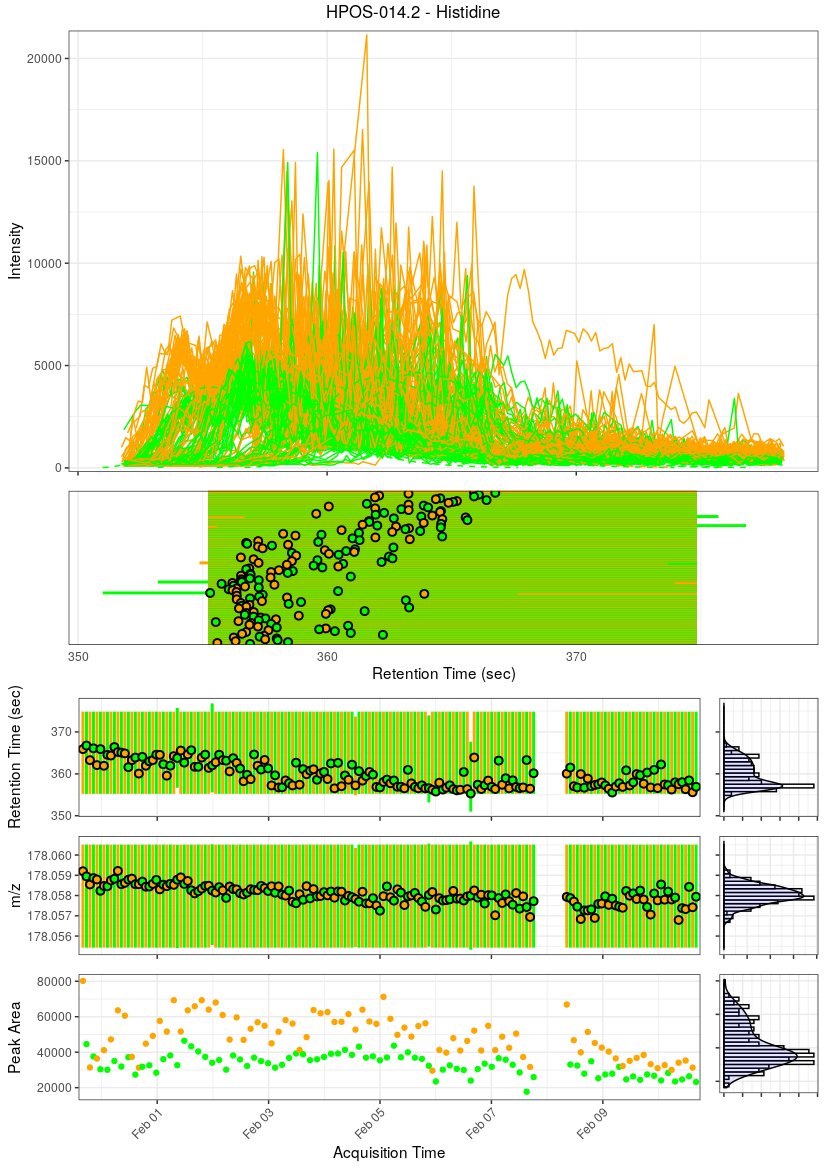 HPOS-014.2 - Histidine
20000
15000
10000
5000
0
Intensity
350
360
370
Retention Time (sec)
370
360
350
Retention Time (sec)
178.060
178.059
178.058
178.057
178.056
m/z
80000
60000
40000
20000
Peak Area
Feb 01
Feb 03
Feb 05
Feb 07
Feb 09
Acquisition Time